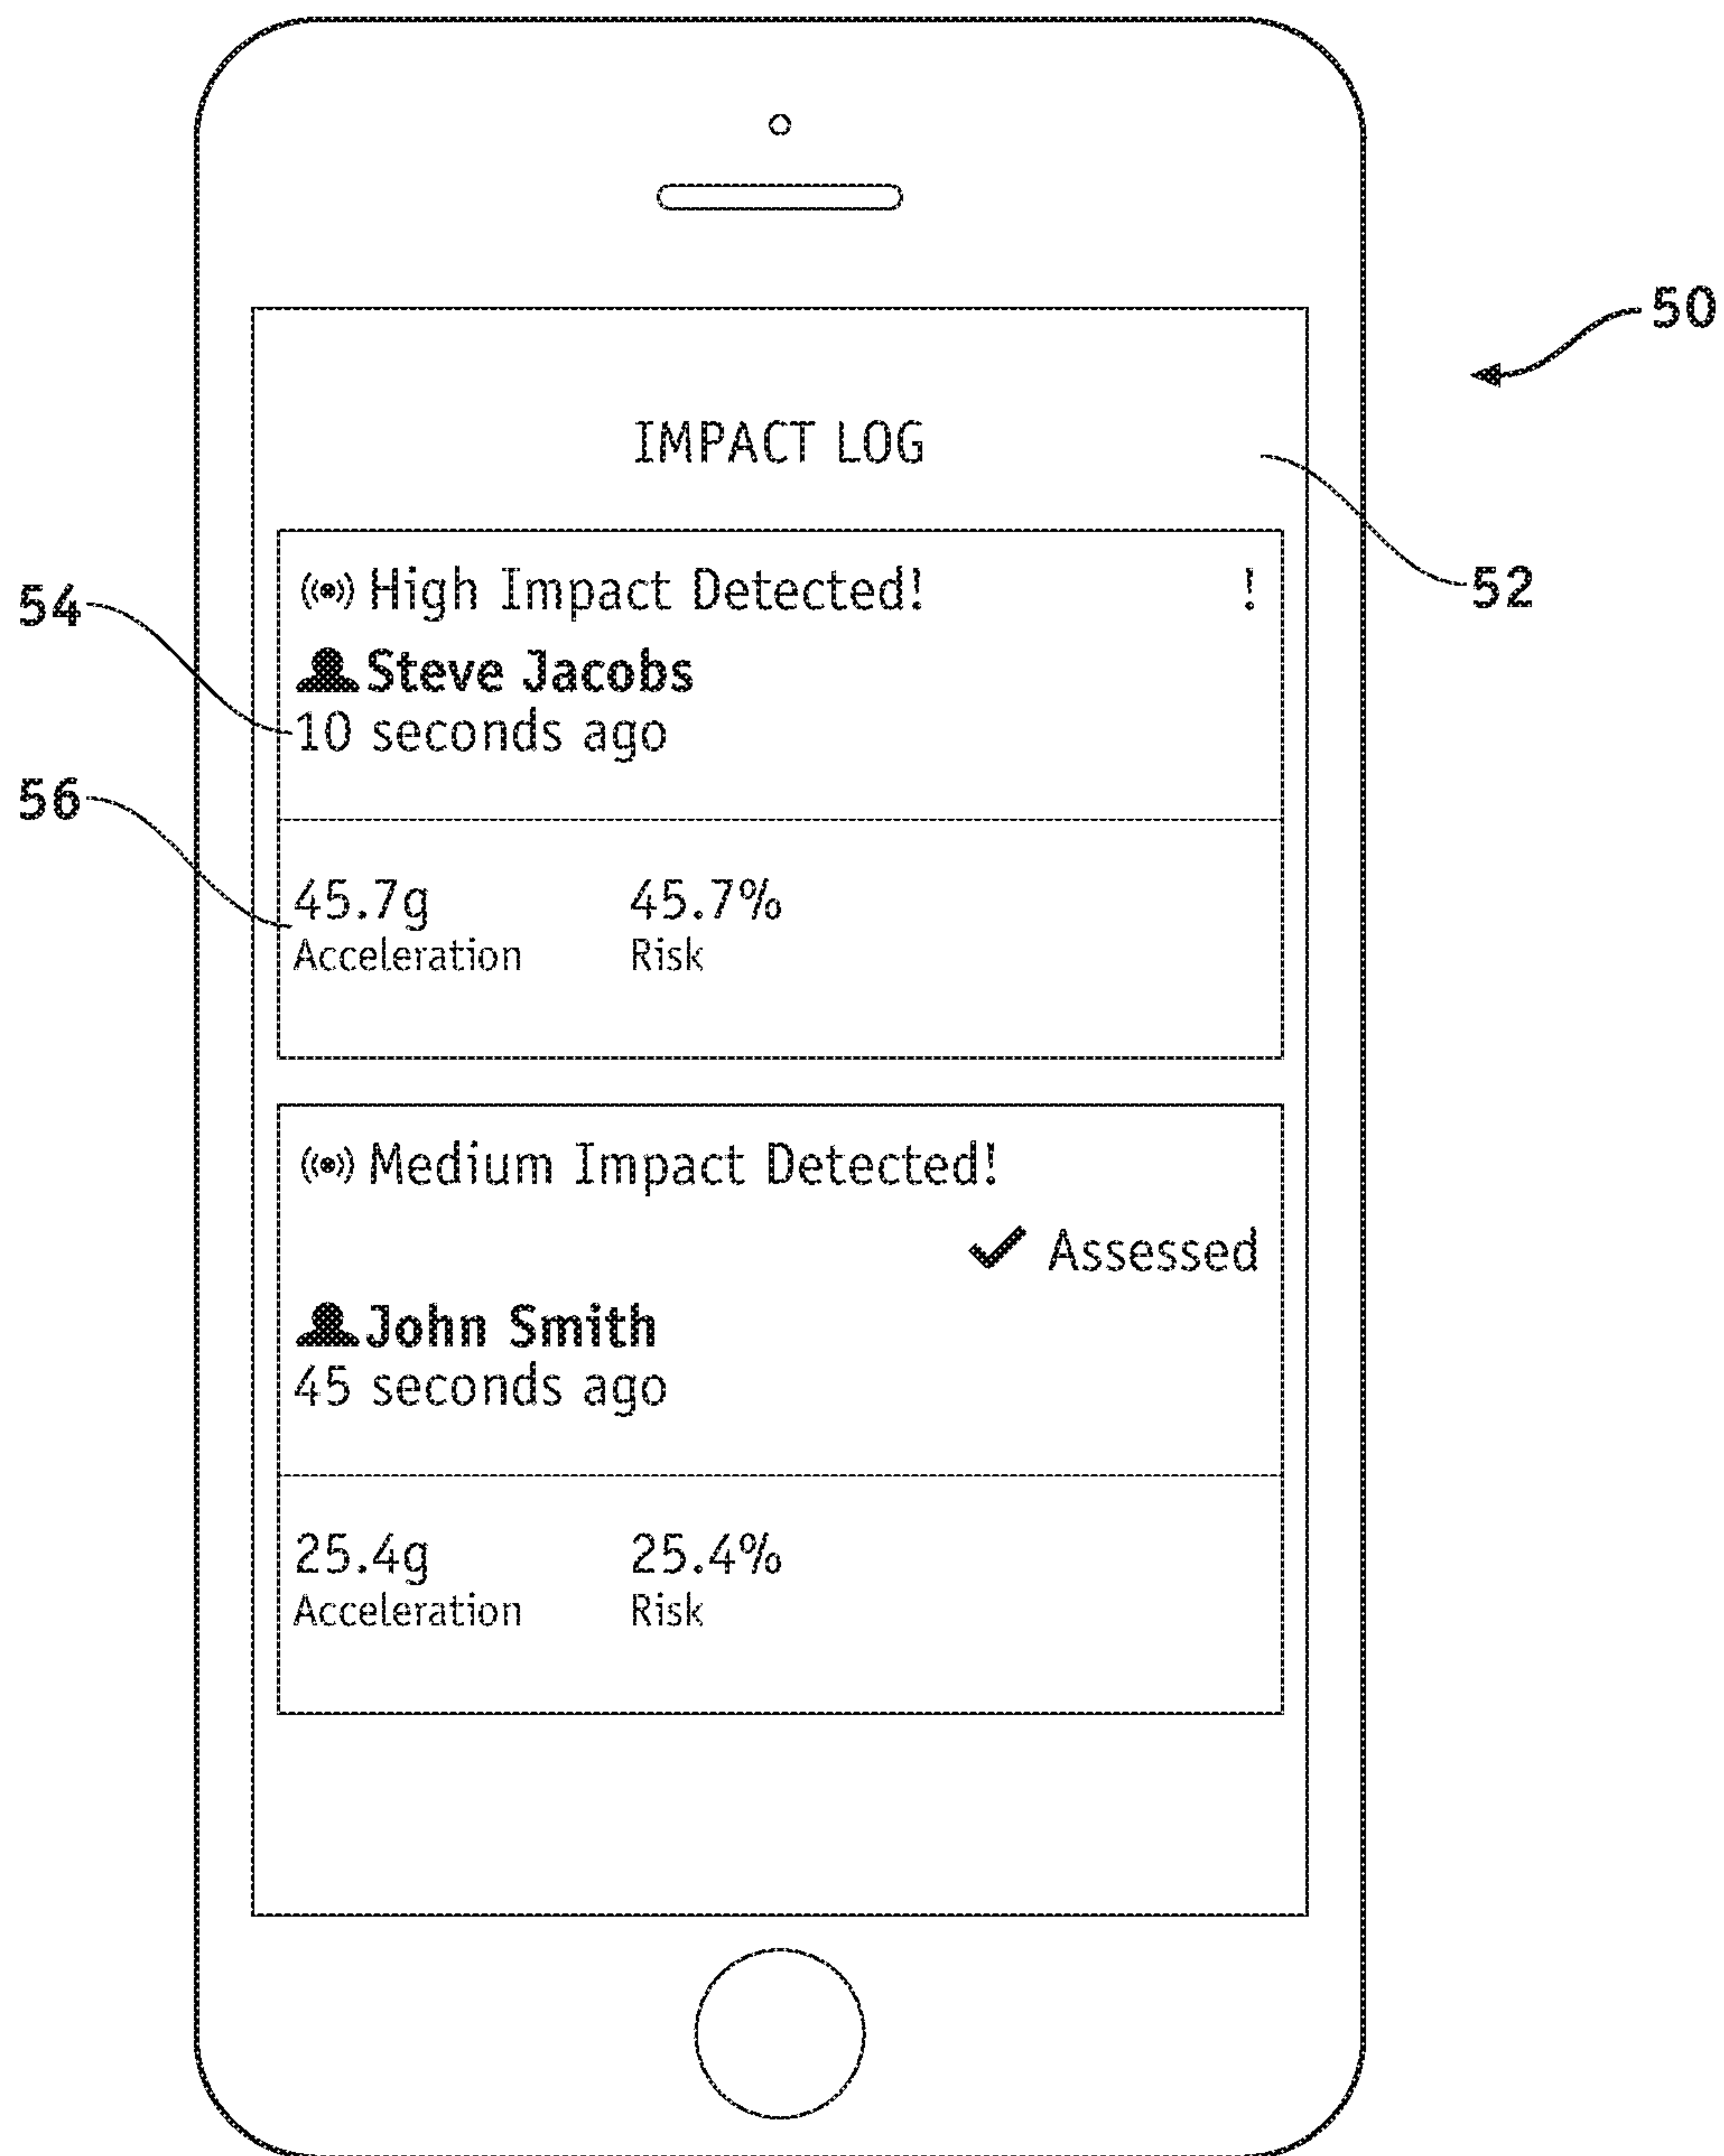 50
IMPACT LOG
52
High Impact Detected! !
54
Steve Jacobs
10 seconds ago
56
45.7g 45.7%
Acceleration Risk
Medium Impact Detected!
Assessed
John Smith
45 seconds ago
25.4g 25.4%
Acceleration Risk